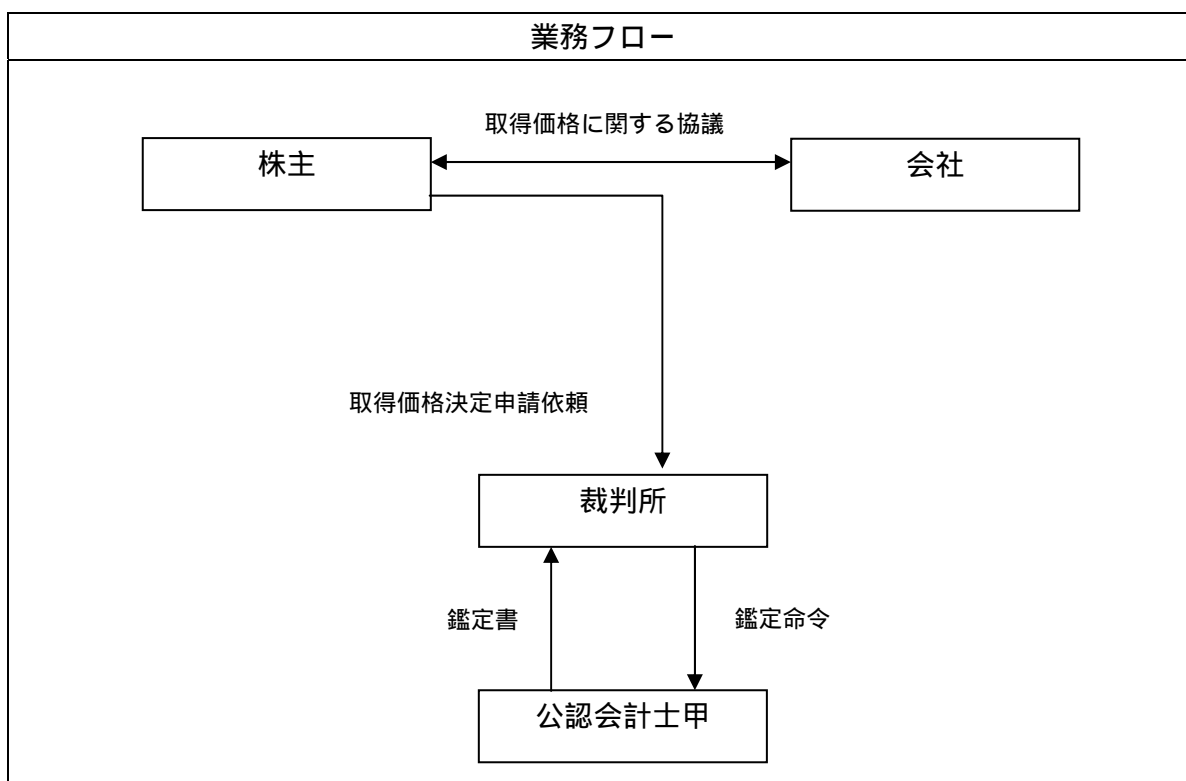 業務フロー
取得価格に関する協議
株主
会社
取得価格決定申請依頼
裁判所
鑑定書
鑑定命令
公認会計士甲